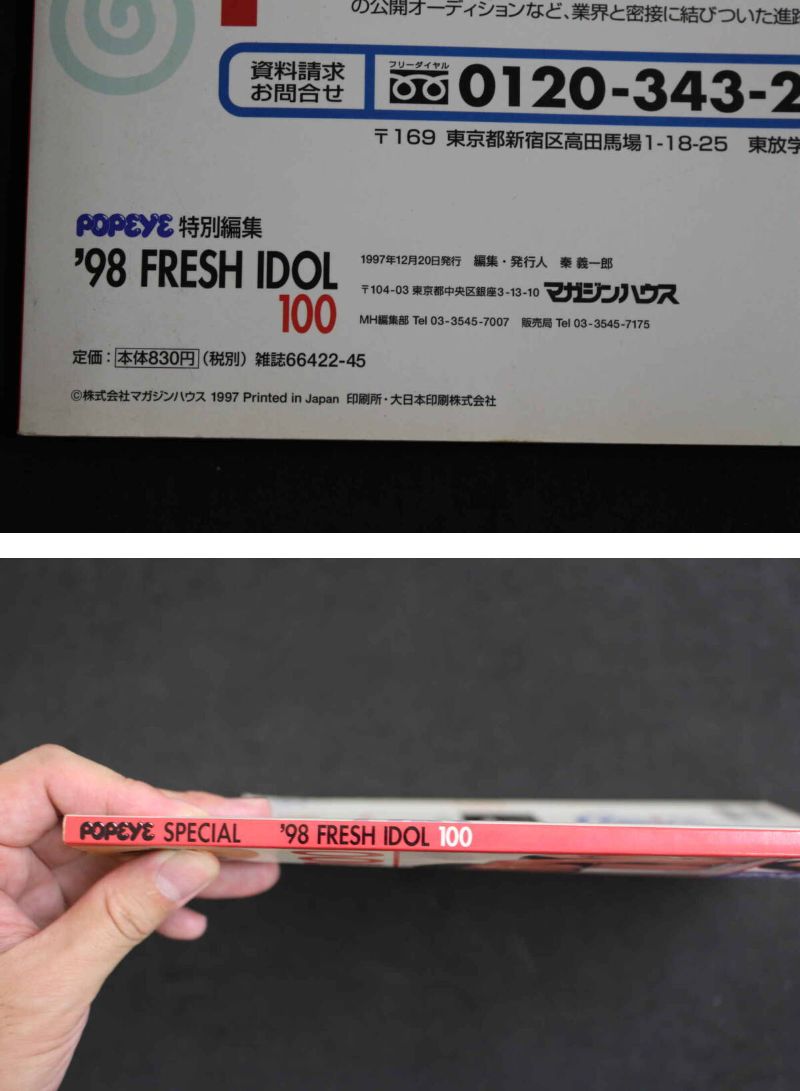 の公開オーディションなど、業界と密接に結びついた進路
資料請求
お問合せ
フリーダイヤル
0120-343-2
〒169 東京都新宿区高田馬場1-18-25 東放学
POPEYE 特別編集
'98 FRESH IDOL
100
1997年12月20日発行 編集・発行人 秦 義一郎
〒104-03 東京都中央区銀座3-13-10 マガジンハウス
MH編集部 Tel 03-3545-7007 販売局 Tel 03-3545-7175
定価：本体830円（税別）雑誌66422-45
©株式会社マガジンハウス 1997 Printed in Japan 印刷所・大日本印刷株式会社
POPEYE SPECIAL '98 FRESH IDOL 100